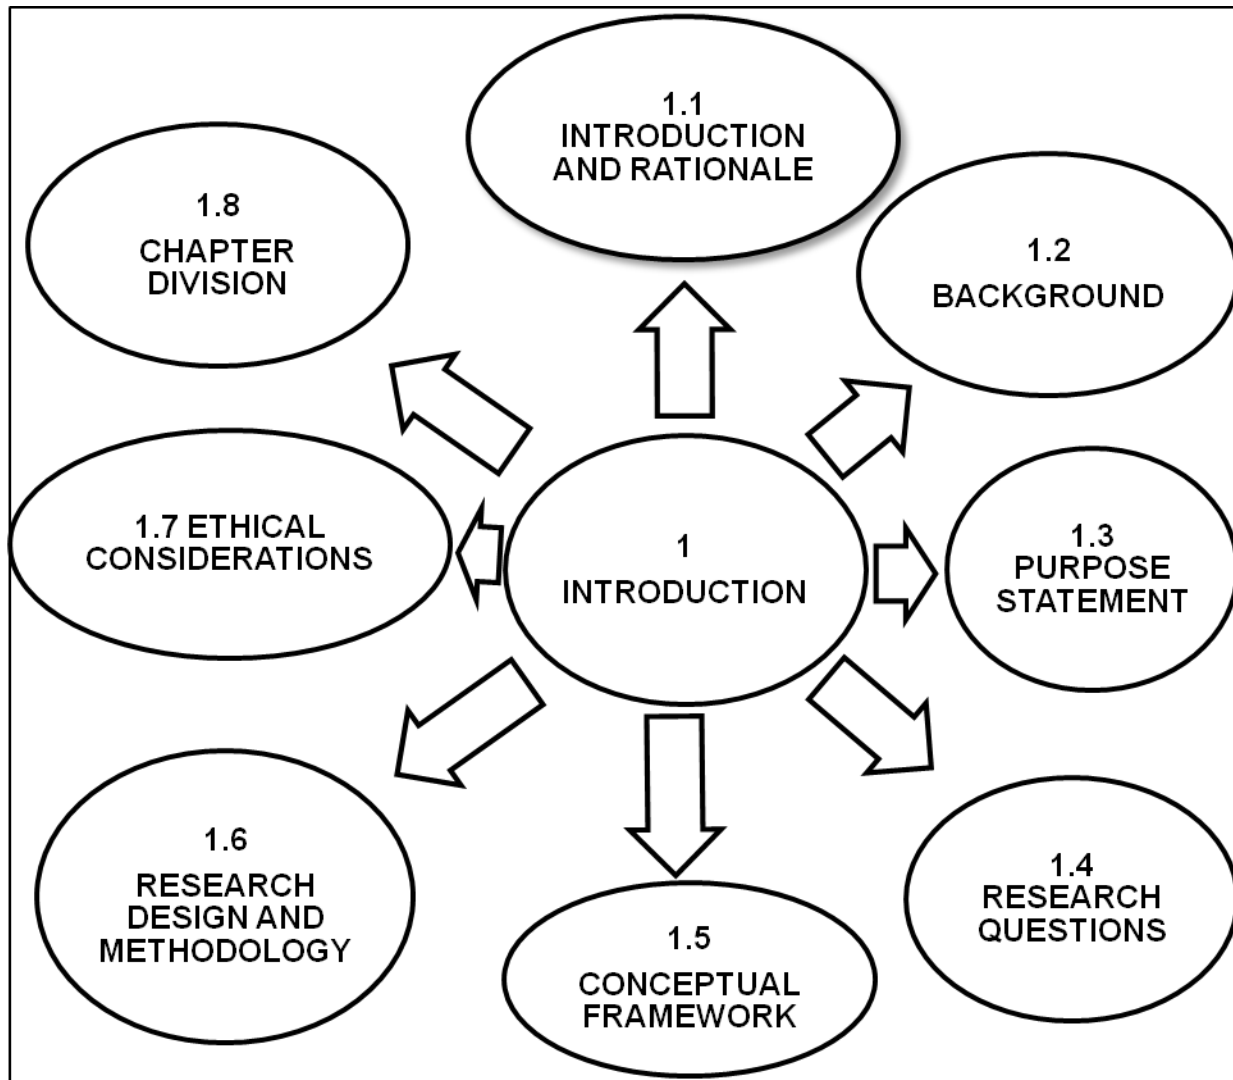 1.1
INTRODUCTION
AND RATIONALE
1.2
BACKGROUND
1.3
PURPOSE
STATEMENT
1.4
RESEARCH
QUESTIONS
1.5
CONCEPTUAL
FRAMEWORK
1.6
RESEARCH
DESIGN AND
METHODOLOGY
1.7 ETHICAL
CONSIDERATIONS
1.8
CHAPTER
DIVISION
1
INTRODUCTION